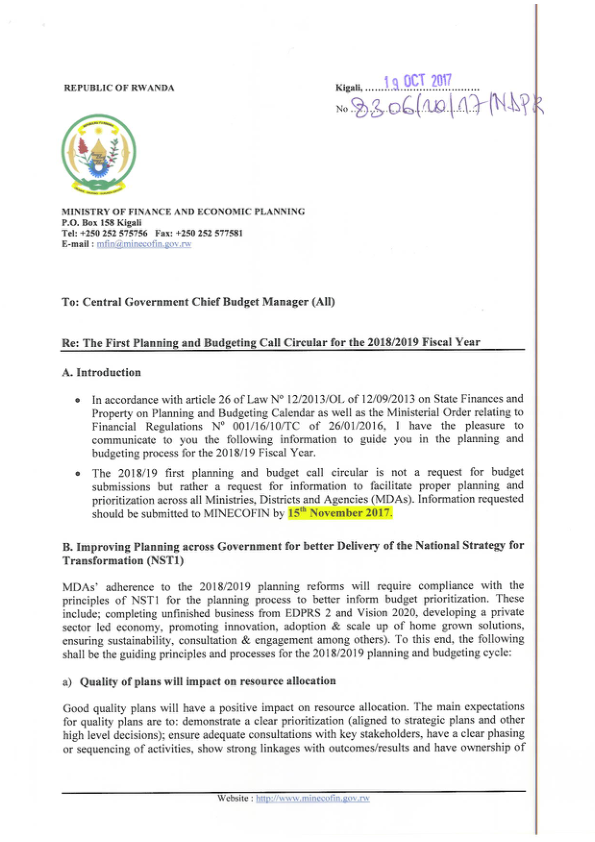 REPUBLIC OF RWANDA
Kigali, 19 OCT 2017
No 8306/10/17/NDPR
MINISTRY OF FINANCE AND ECONOMIC PLANNING
P.O. Box 158 Kigali
Tel: +250 252 575756 Fax: +250 252 577581
E-mail : mfin@minecofin.gov.rw
To: Central Government Chief Budget Manager (All)
Re: The First Planning and Budgeting Call Circular for the 2018/2019 Fiscal Year
A. Introduction
• In accordance with article 26 of Law N° 12/2013/OL of 12/09/2013 on State Finances and
Property on Planning and Budgeting Calendar as well as the Ministerial Order relating to
Financial Regulations N° 001/16/10/TC of 26/01/2016, I have the pleasure to
communicate to you the following information to guide you in the planning and
budgeting process for the 2018/19 Fiscal Year.
• The 2018/19 first planning and budget call circular is not a request for budget
submissions but rather a request for information to facilitate proper planning and
prioritization across all Ministries, Districts and Agencies (MDAs). Information requested
should be submitted to MINECOFIN by 15th November 2017.
B. Improving Planning across Government for better Delivery of the National Strategy for
Transformation (NST1)
MDAs' adherence to the 2018/2019 planning reforms will require compliance with the
principles of NST1 for the planning process to better inform budget prioritization. These
include; completing unfinished business from EDPRS 2 and Vision 2020, developing a private
sector led economy, promoting innovation, adoption & scale up of home grown solutions,
ensuring sustainability, consultation & engagement among others). To this end, the following
shall be the guiding principles and processes for the 2018/2019 planning and budgeting cycle:
a) Quality of plans will impact on resource allocation
Good quality plans will have a positive impact on resource allocation. The main expectations
for quality plans are to: demonstrate a clear prioritization (aligned to strategic plans and other
high level decisions); ensure adequate consultations with key stakeholders, have a clear phasing
or sequencing of activities, show strong linkages with outcomes/results and have ownership of
Website : http://www.minecofin.gov.rw